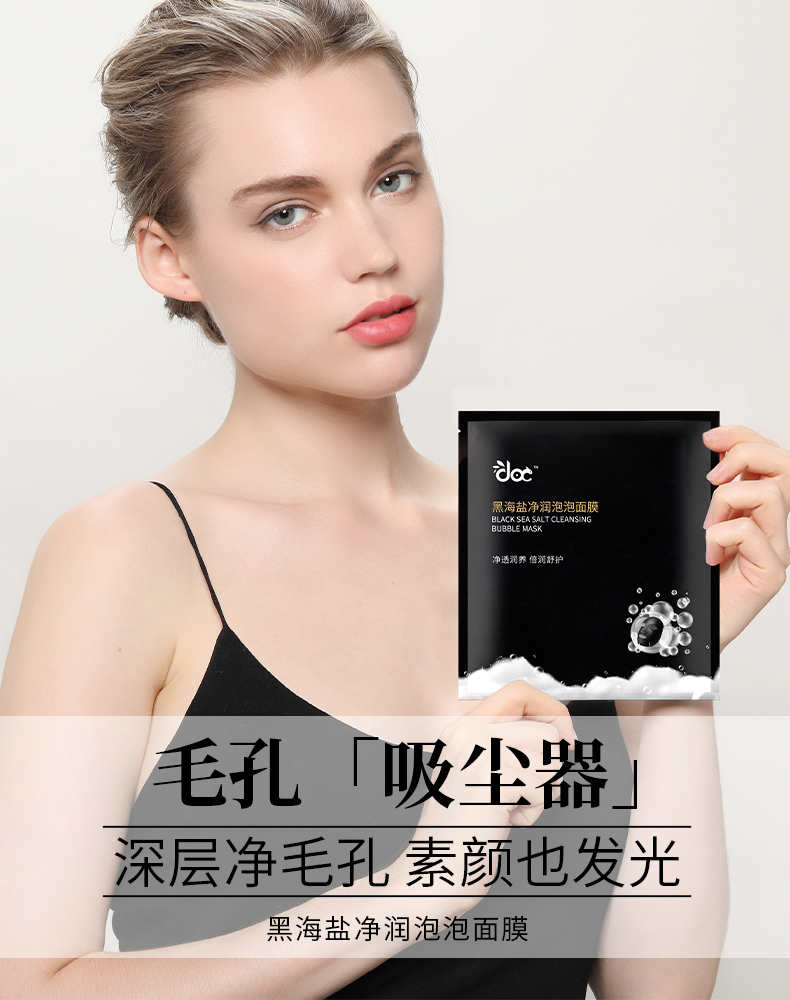 doc™
黑海盐净润泡泡面膜
BLACK SEA SALT CLEANSING
BUBBLE MASK
净透润养 倍润舒护
毛孔「吸尘器」
深层净毛孔 素颜也发光
黑海盐净润泡泡面膜